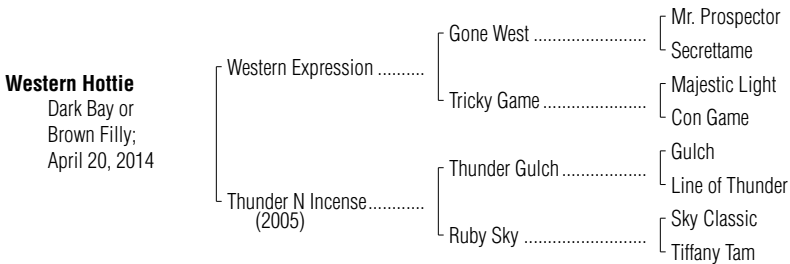 Western Hottie
Dark Bay or
Brown Filly;
April 20, 2014
Western Expression ..........
Thunder N Incense............
(2005)
Gone West .......................
Tricky Game .....................
Thunder Gulch .................
Ruby Sky .........................
Mr. Prospector
Secrettame
Majestic Light
Con Game
Gulch
Line of Thunder
Sky Classic
Tiffany Tam